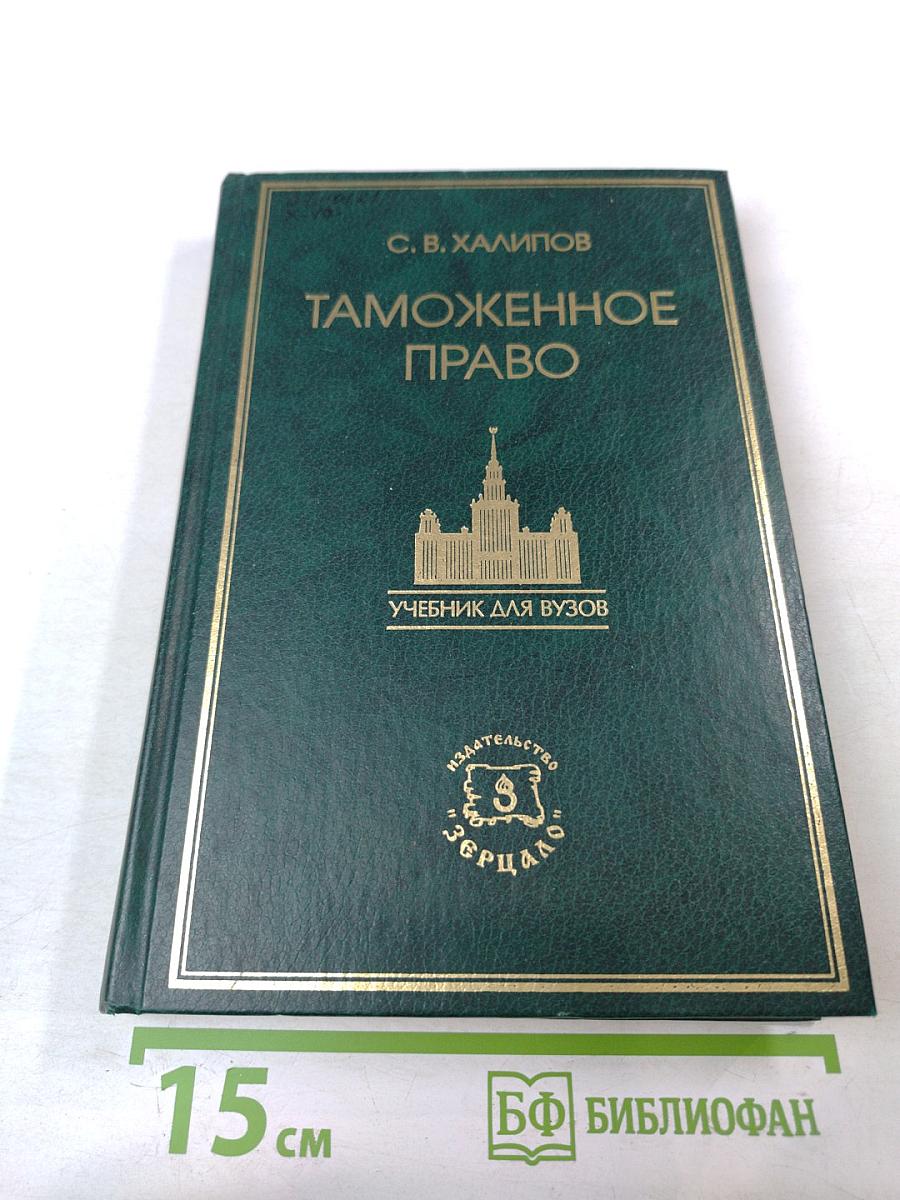 С. В. ХАЛИПОВ
ТАМОЖЕННОЕ
ПРАВО
УЧЕБНИК ДЛЯ ВУЗОВ
ИЗДАТЕЛЬСТВО
"ЗЕРЦАЛО"
15 см
БФ БИБЛИОФАН